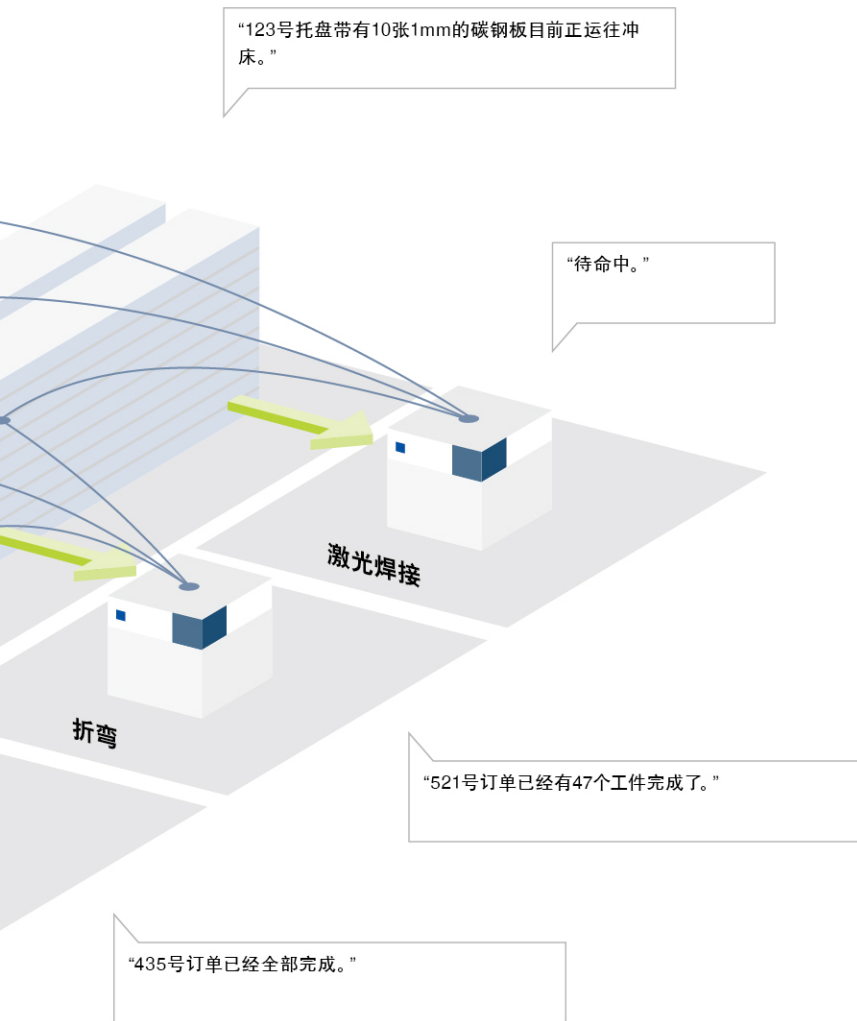 “123号托盘带有10张1mm的碳钢板目前正运往冲
床。”
“待命中。”
激光焊接
折弯
“521号订单已经有47个工件完成了。”
“435号订单已经全部完成。”